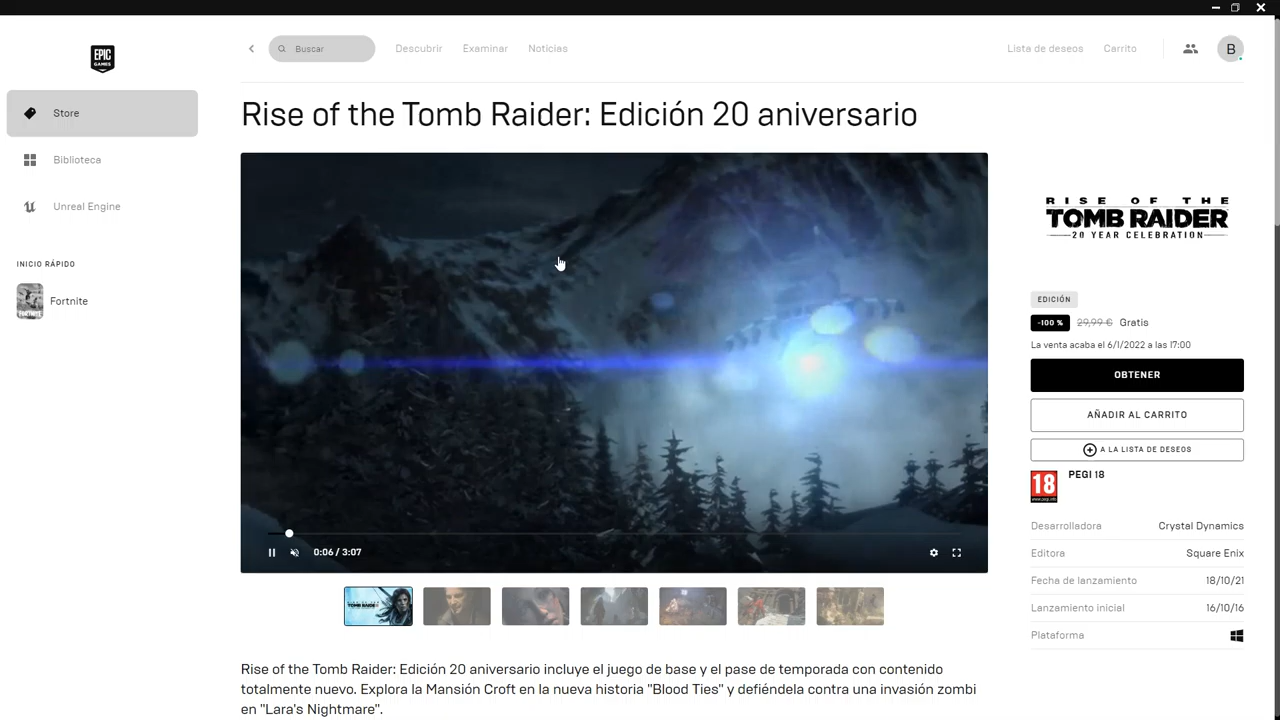 Buscar
Descubrir
Examinar
Noticias
Lista de deseos
Carrito
B
EPIC
GAMES
Store
Biblioteca
Unreal Engine
INICIO RÁPIDO
Fortnite
Rise of the Tomb Raider: Edición 20 aniversario
0:06 / 3:07
RISE OF THE
TOMB RAIDER
20 YEAR CELEBRATION
EDICIÓN
-100 % 29,99 € Gratis
La venta acaba el 6/1/2022 a las 17:00
OBTENER
AÑADIR AL CARRITO
A LA LISTA DE DESEOS
18
PEGI 18
Desarrolladora Crystal Dynamics
Editora Square Enix
Fecha de lanzamiento 18/10/21
Lanzamiento inicial 16/10/16
Plataforma
Rise of the Tomb Raider: Edición 20 aniversario incluye el juego de base y el pase de temporada con contenido
totalmente nuevo. Explora la Mansión Croft en la nueva historia "Blood Ties" y defiéndela contra una invasión zombi
en "Lara's Nightmare".